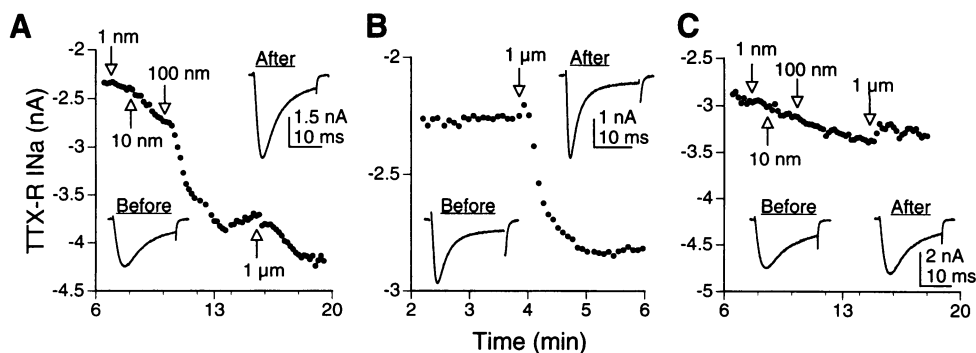 A
TTX-R INa (nA)
-2
-2.5
-3
-3.5
-4
-4.5
6
13
20
1 nm
10 nm
100 nm
1 µm
Before
After
1.5 nA
10 ms
B
-2
-2.5
-3
2
3
4
5
6
Time (min)
1 µm
Before
After
1 nA
10 ms
C
-2
-2.5
-3
-3.5
-4
-4.5
-5
6
13
20
1 nm
10 nm
100 nm
1 µm
Before
After
2 nA
10 ms